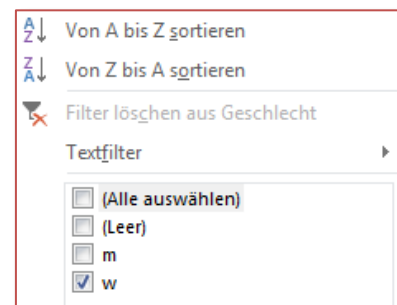 Von A bis Z sortieren
Von Z bis A sortieren
Filter löschen aus Geschlecht
Textfilter
(Alle auswählen)
(Leer)
m
w